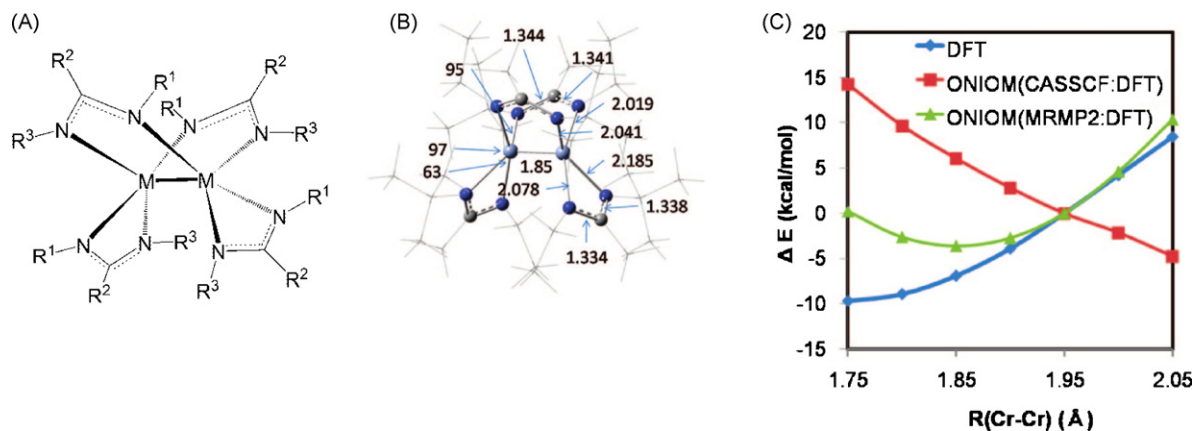 (A)
R²
R¹
R¹
R²
N
N
N
N
R³
R³
M
M
N
R¹
R¹
N
N
R³
N
R²
R³
R²
(B)
1.344
1.341
95
2.019
2.041
97
1.85
2.185
63
2.078
1.338
1.334
(C)
20
15
10
5
0
-5
-10
-15
Δ E (kcal/mol)
DFT
ONIOM(CASSCF:DFT)
ONIOM(MRMP2:DFT)
1.75 1.85 1.95 2.05
R(Cr-Cr) (Å)